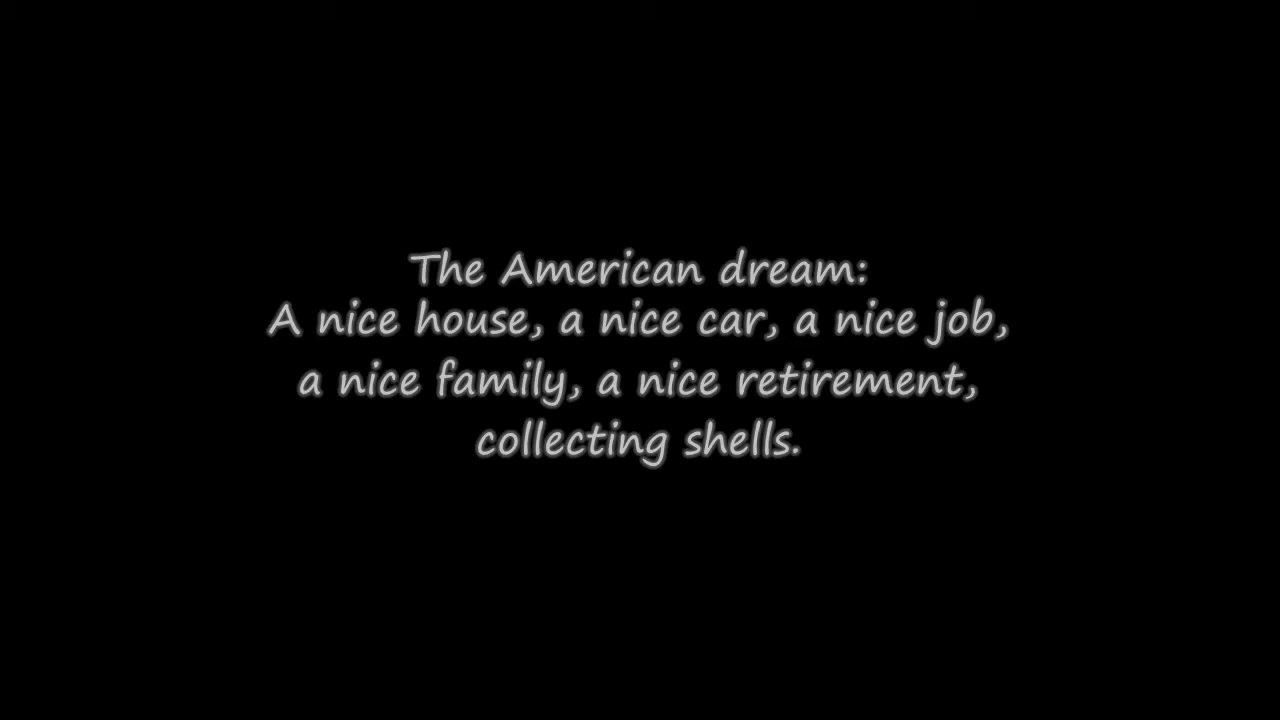 The American dream:
A nice house, a nice car, a nice job,
a nice family, a nice retirement,
collecting shells.